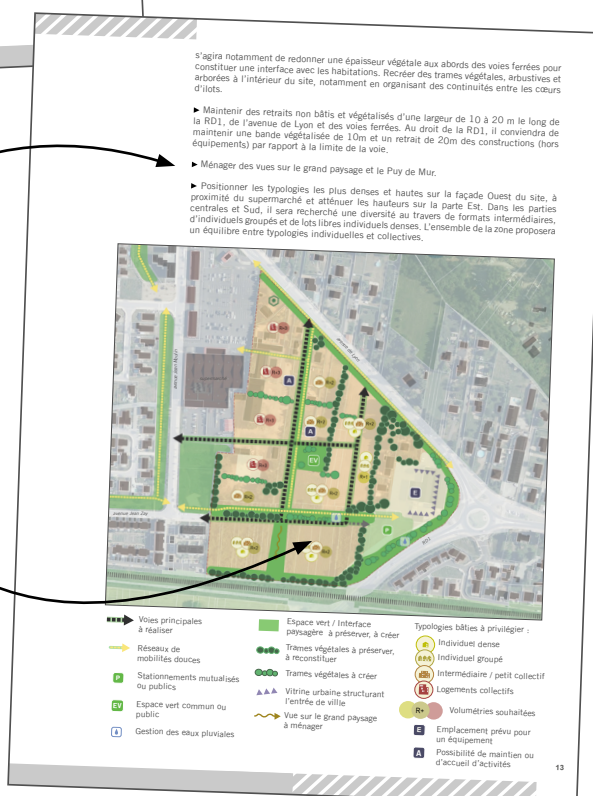 s'agira notamment de redonner une épaisseur végétale aux abords des voies ferrées pour
constituer une interface avec les habitations. Recréer des trames végétales, arbustives et
arborées à l'intérieur du site, notamment en organisant des continuités entre les cœurs
d'ilots.
► Maintenir des retraits non bâtis et végétalisés d'une largeur de 10 à 20 m le long de
la RD1, de l'avenue de Lyon et des voies ferrées. Au droit de la RD1, il conviendra de
maintenir une bande végétalisée de 10m et un retrait de 20m des constructions (hors
équipements) par rapport à la limite de la voie.
► Ménager des vues sur le grand paysage et le Puy de Mur.
► Positionner les typologies les plus denses et hautes sur la façade Ouest du site, à
proximité du supermarché et atténuer les hauteurs sur la partie Est. Dans les parties
centrales et Sud, il sera recherché une diversité au travers de formats intermédiaires,
d'individuels groupés et de lots libres individuels denses. L'ensemble de la zone proposera
un équilibre entre typologies individuelles et collectives.
avenue de Lyon
A
A
EV
E
P
avenue Jean Zay
RD1
Voies principales
à réaliser
Réseaux de
mobilités douces
P
Stationnements mutualisés
ou publics
EV
Espace vert commun ou
public
Gestion des eaux pluviales
Espace vert / Interface
paysagère à préserver, à créer
Trames végétales à préserver,
à reconstituer
Trames végétales à créer
Vitrine urbaine structurant
l'entrée de ville
Vue sur le grand paysage
à ménager
Typologies bâties à privilégier :
Individuel dense
Individuel groupé
Intermédiaire / petit collectif
Logements collectifs
R+
Volumétries souhaitées
E
Emplacement prévu pour
un équipement
A
Possibilité de maintien ou
d'accueil d'activités
13